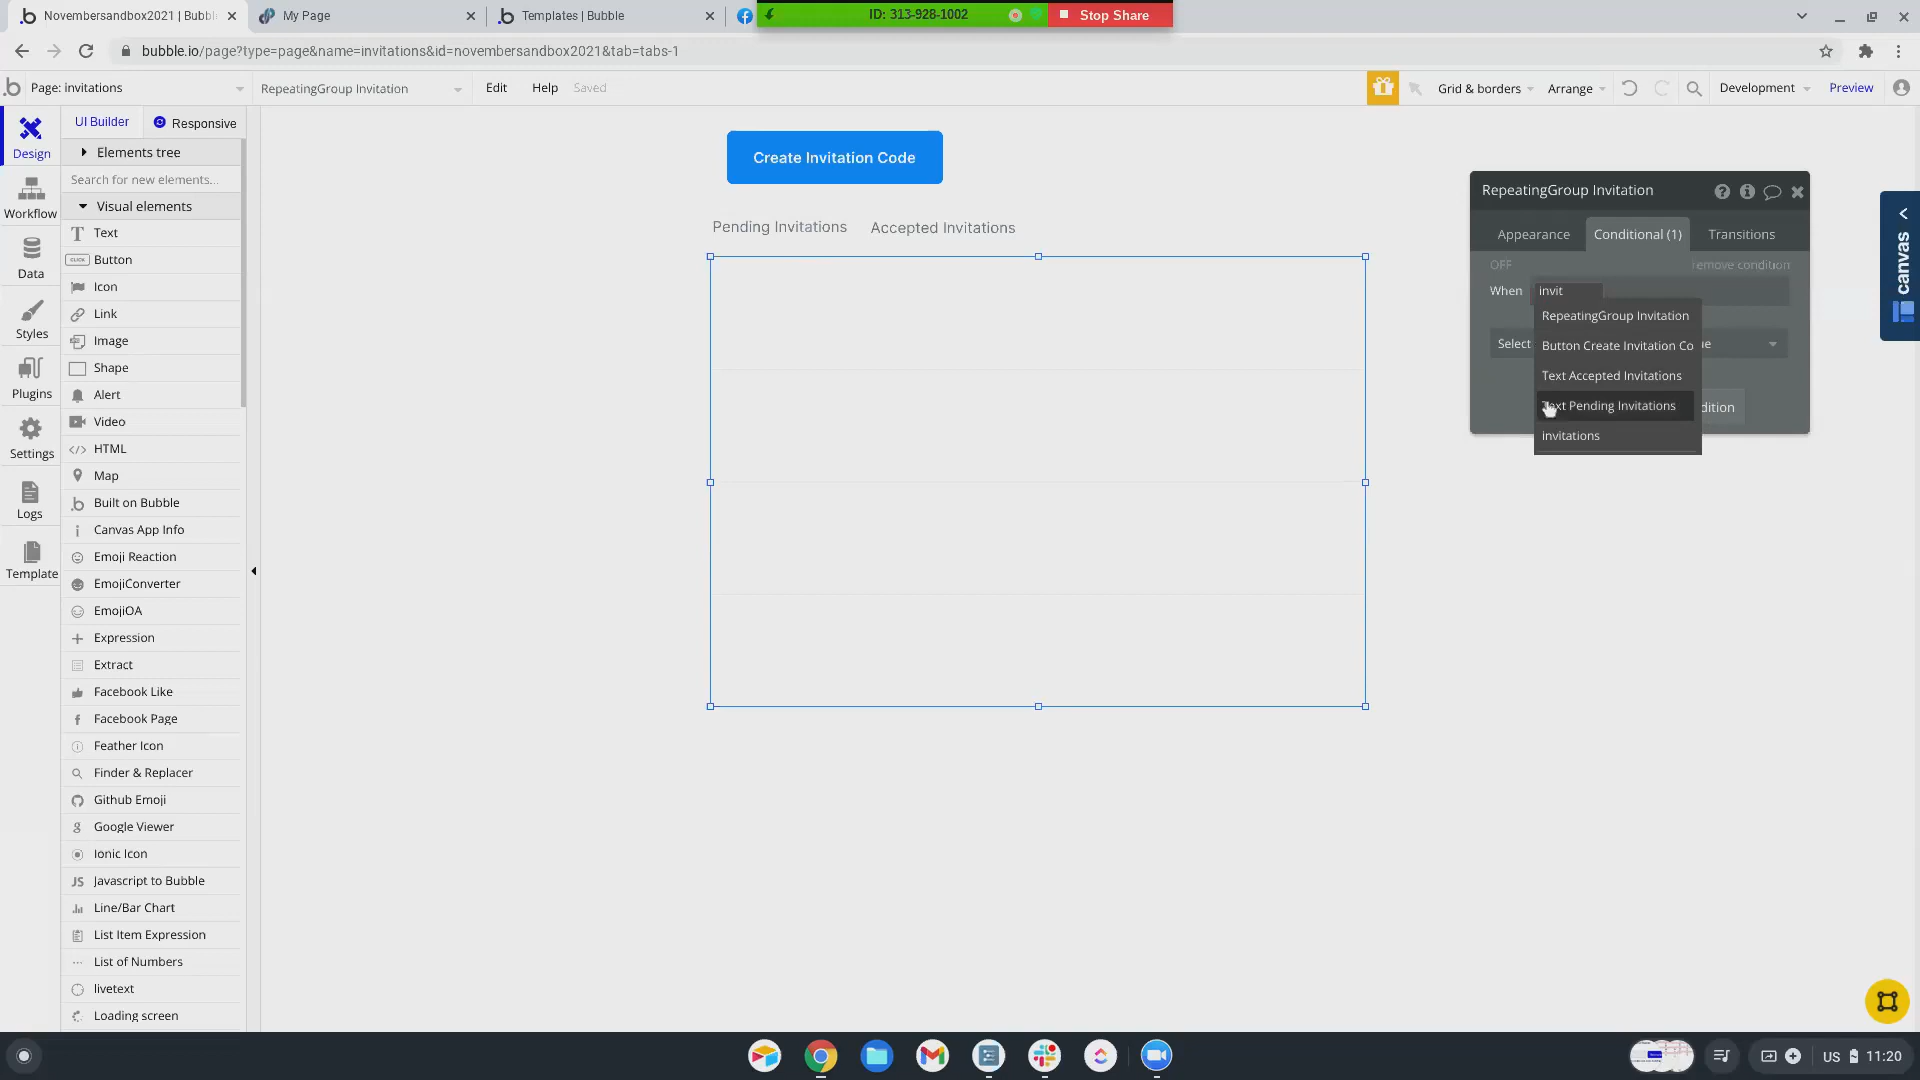 Novembersandbox2021 | Bubbl
My Page
Templates | Bubble
ID: 313-928-1002
Stop Share
bubble.io/page?type=page&name=invitations&id=novembersandbox2021&tab=tabs-1
Page: invitations
RepeatingGroup Invitation
Edit
Help
Saved
Grid & borders
Arrange
Development
Preview
Design
Workflow
Data
Styles
Plugins
Settings
Logs
Template
UI Builder
Responsive
Elements tree
Search for new elements...
Visual elements
Text
CLICK
Button
Icon
Link
Image
Shape
Alert
Video
HTML
Map
Built on Bubble
Canvas App Info
Emoji Reaction
EmojiConverter
EmojiOA
Expression
Extract
Facebook Like
Facebook Page
Feather Icon
Finder & Replacer
Github Emoji
Google Viewer
Ionic Icon
JS Javascript to Bubble
Line/Bar Chart
List Item Expression
List of Numbers
livetext
Loading screen
Create Invitation Code
Pending Invitations
Accepted Invitations
RepeatingGroup Invitation
Appearance
Conditional (1)
Transitions
OFF
remove condition
When
invit
RepeatingGroup Invitation
Select
Button Create Invitation Co
ue
Text Accepted Invitations
Text Pending Invitations
dition
invitations
canvas
US
11:20